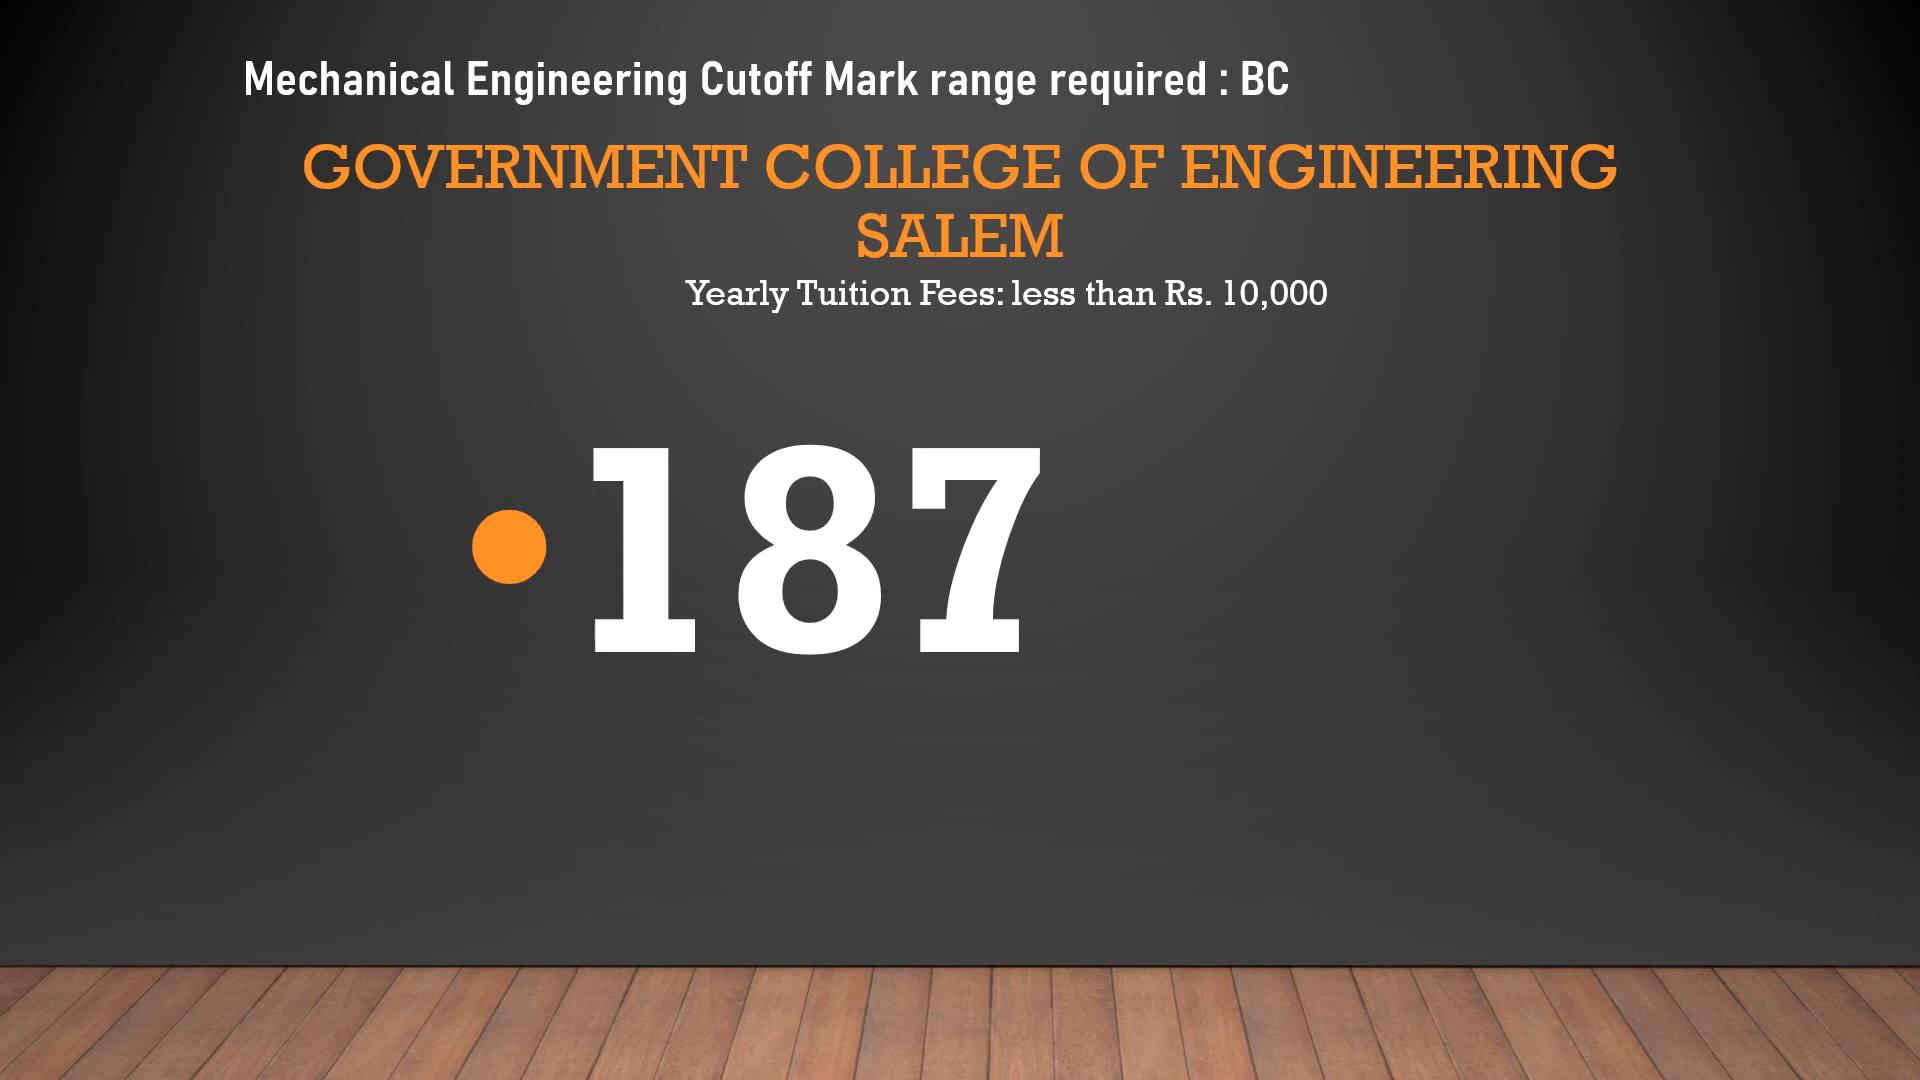 Mechanical Engineering Cutoff Mark range required : BC
GOVERNMENT COLLEGE OF ENGINEERING
SALEM
Yearly Tuition Fees: less than Rs. 10,000
187